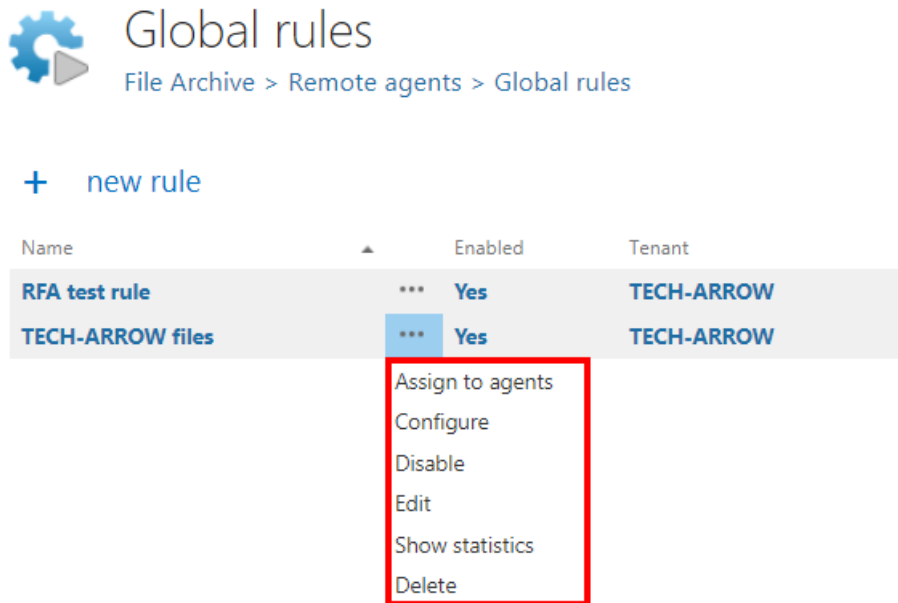 Global rules
File Archive > Remote agents > Global rules
+ new rule
Name Enabled Tenant
RFA test rule ••• Yes TECH-ARROW
TECH-ARROW files ••• Yes TECH-ARROW
Assign to agents
Configure
Disable
Edit
Show statistics
Delete